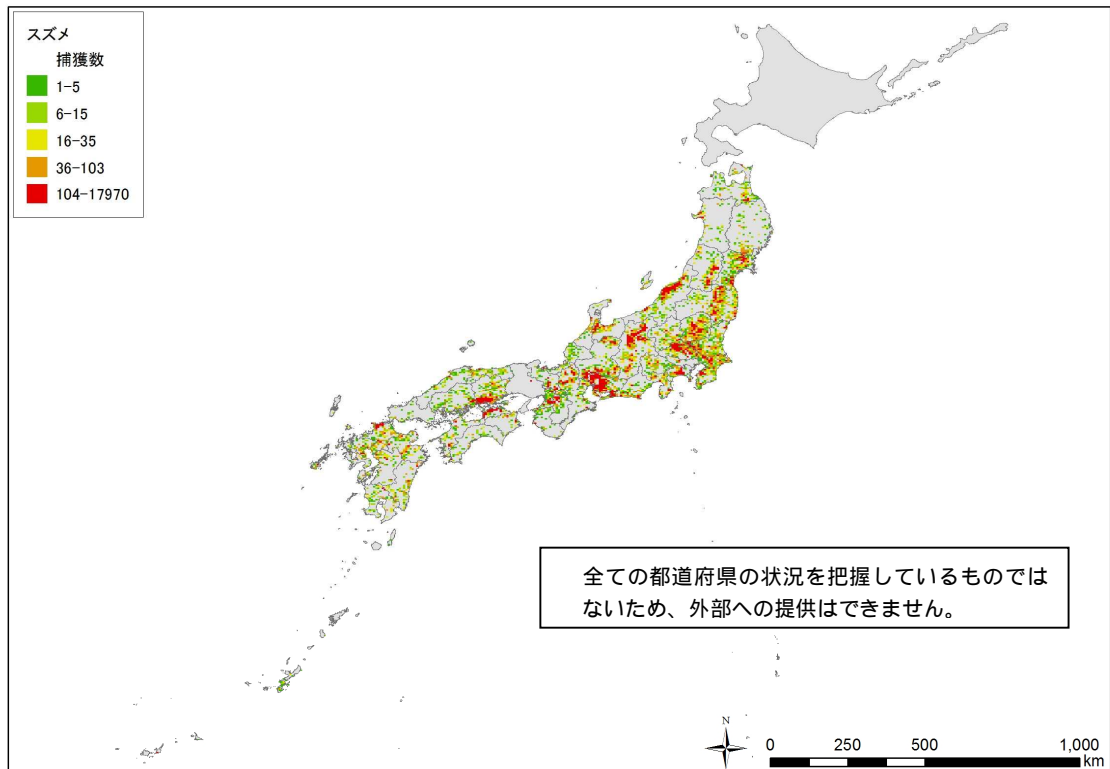 スズメ
捕獲数
1-5
6-15
16-35
36-103
104-17970
全ての都道府県の状況を把握しているものでは
ないため、外部への提供はできません。
N
0 250 500 1,000
km